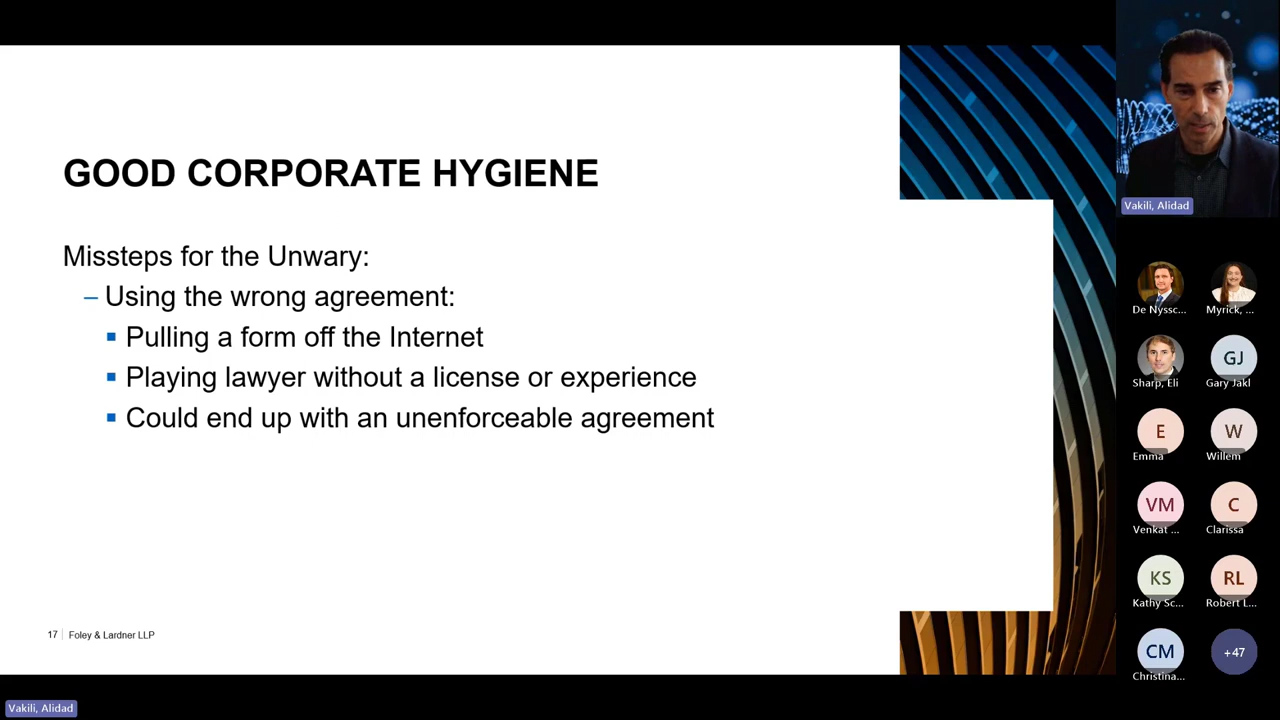 GOOD CORPORATE HYGIENE
Missteps for the Unwary:
– Using the wrong agreement:
▪ Pulling a form off the Internet
▪ Playing lawyer without a license or experience
▪ Could end up with an unenforceable agreement
17 | Foley & Lardner LLP
Vakili, Alidad
Vakili, Alidad
De Nyssc...
Myrick, ...
Sharp, Eli
GJ
Gary Jakl
E
Emma
W
Willem
VM
Venkat ...
C
Clarissa
KS
Kathy Sc...
RL
Robert L...
CM
Christina...
+47